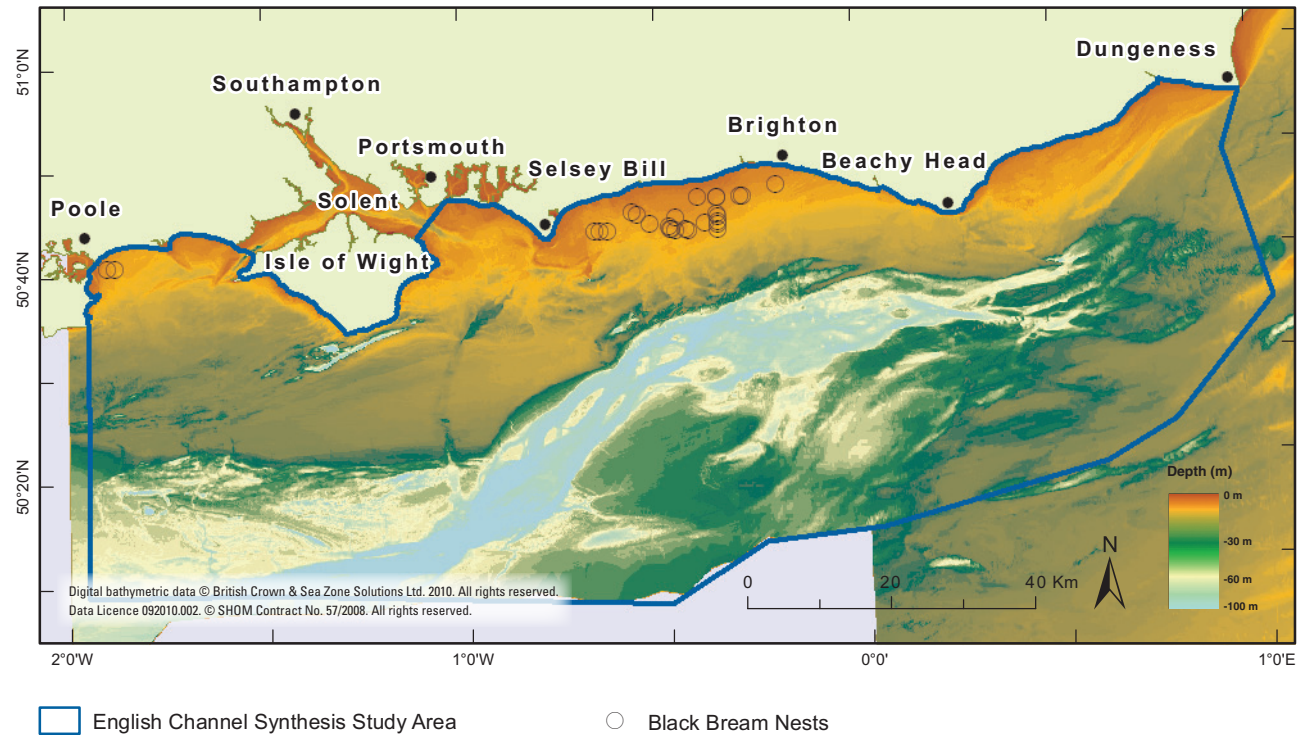 Dungeness
51°0'N
Southampton
Brighton
Portsmouth
Selsey Bill
Beachy Head
Solent
Poole
Isle of Wight
50°40'N
50°20'N
Depth (m)
0 m
-30 m
-60 m
-100 m
N
0 20 40 Km
Digital bathymetric data © British Crown & Sea Zone Solutions Ltd. 2010. All rights reserved.
Data Licence 092010.002. © SHOM Contract No. 57/2008. All rights reserved.
2°0'W 1°0'W 0°0' 1°0'E
English Channel Synthesis Study Area
Black Bream Nests